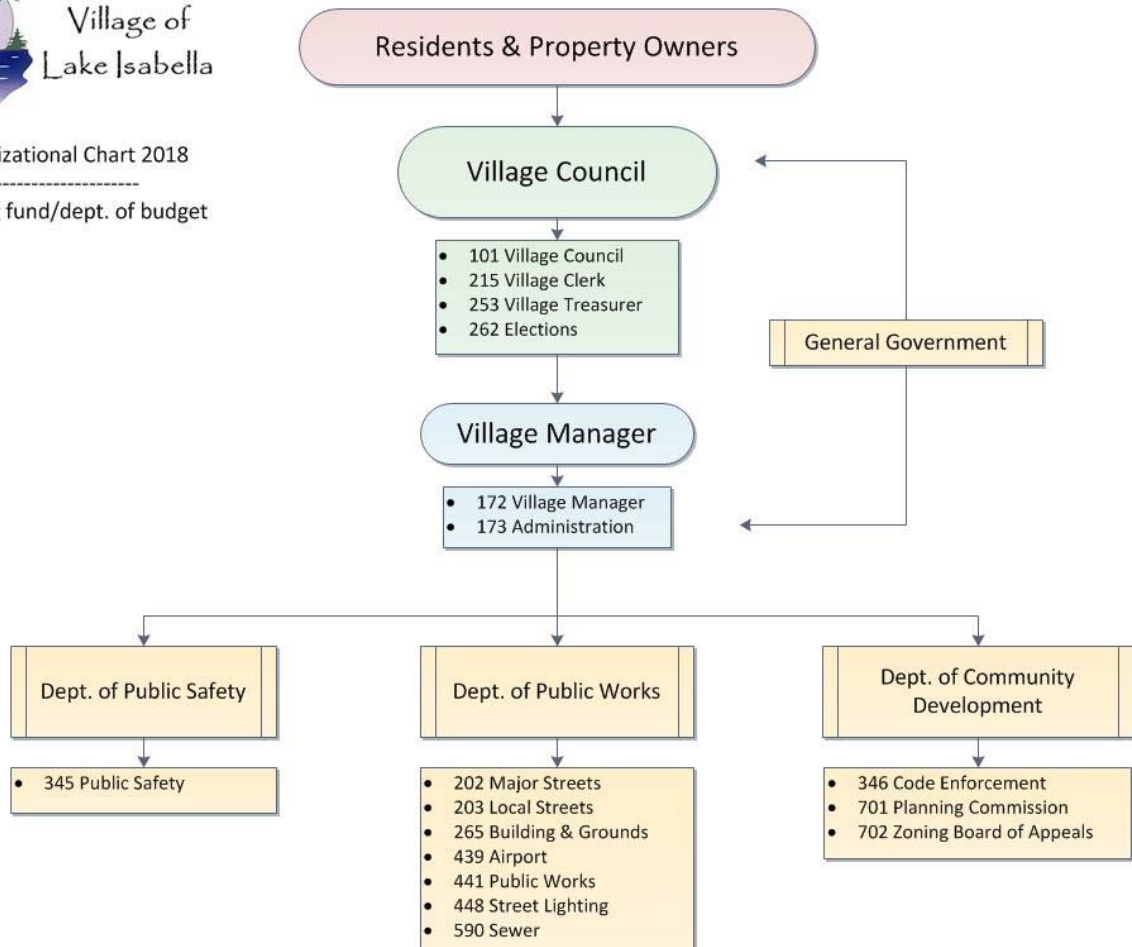 Village of
Lake Isabella
izational Chart 2018
--------------------
fund/dept. of budget
Residents & Property Owners
Village Council
• 101 Village Council
• 215 Village Clerk
• 253 Village Treasurer
• 262 Elections
General Government
Village Manager
• 172 Village Manager
• 173 Administration
Dept. of Public Safety
• 345 Public Safety
Dept. of Public Works
• 202 Major Streets
• 203 Local Streets
• 265 Building & Grounds
• 439 Airport
• 441 Public Works
• 448 Street Lighting
• 590 Sewer
Dept. of Community
Development
• 346 Code Enforcement
• 701 Planning Commission
• 702 Zoning Board of Appeals